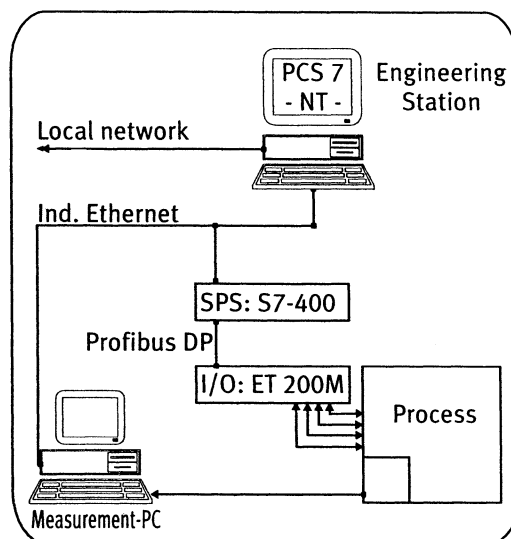 PCS 7
- NT -
Engineering
Station
Local network
Ind. Ethernet
SPS: S7-400
Profibus DP
I/O: ET 200M
Process
Measurement-PC